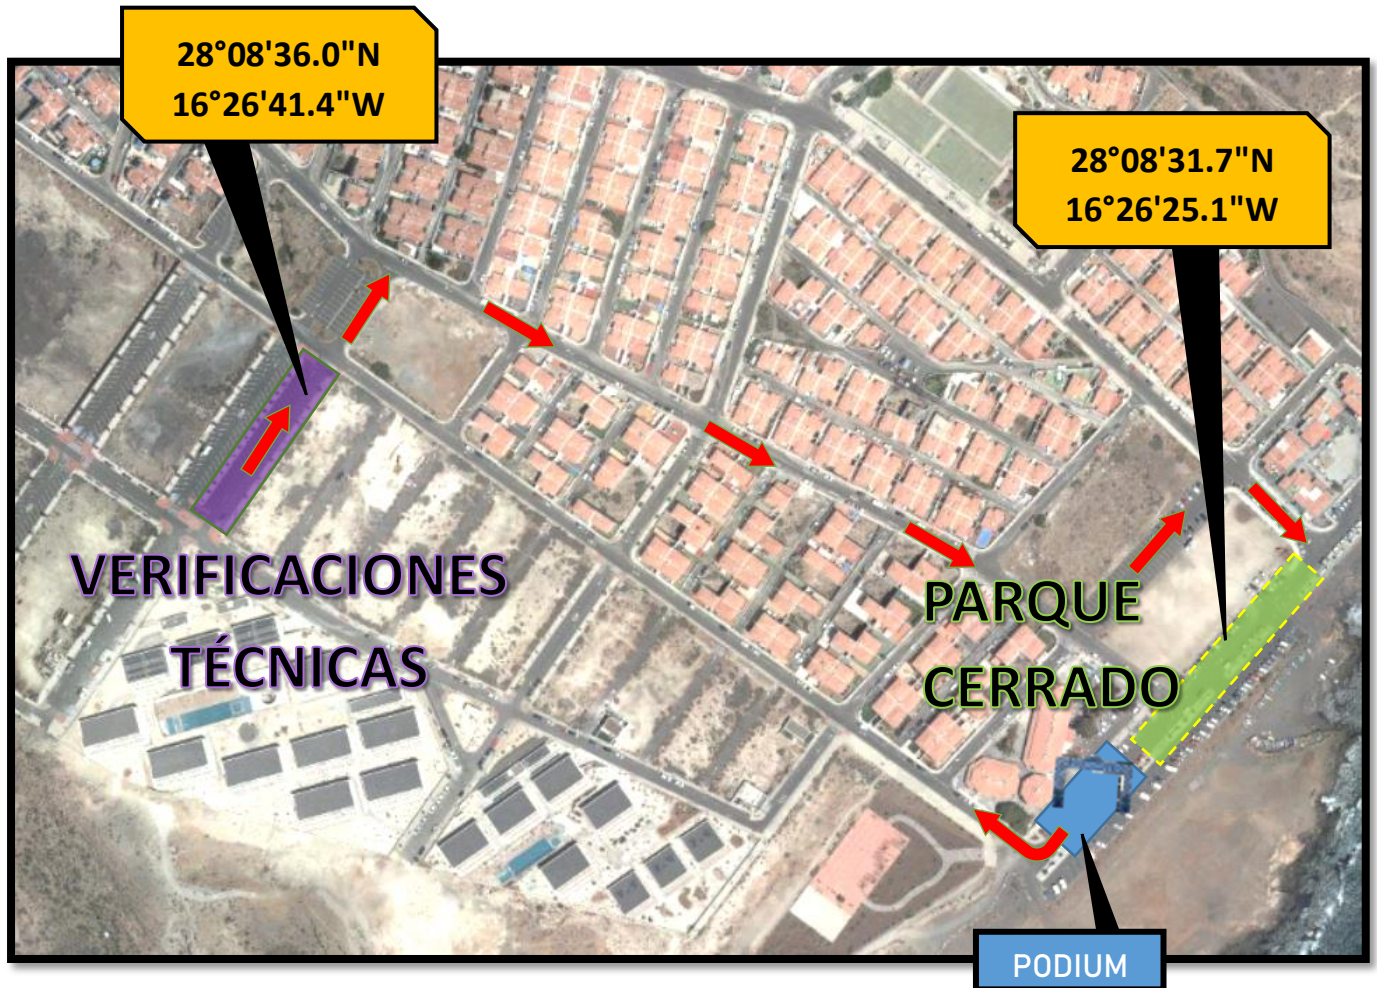 28°08'36.0"N
16°26'41.4"W
28°08'31.7"N
16°26'25.1"W
VERIFICACIONES
TÉCNICAS
PARQUE
CERRADO
PODIUM